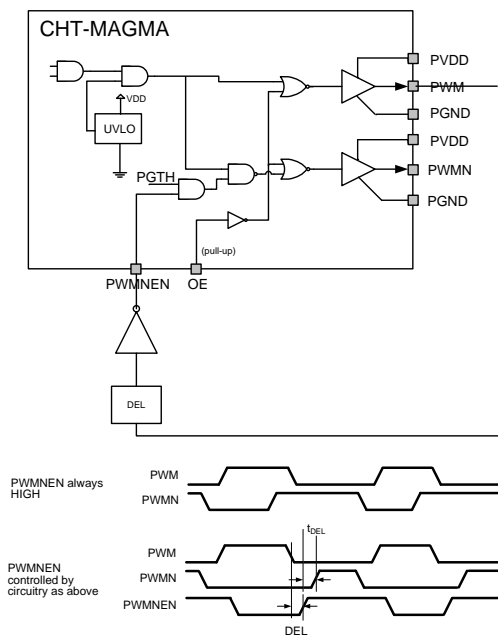 CHT-MAGMA
PVDD
PWM
PGND
VDD
UVLO
PVDD
PGTH
PWMN
PGND
(pull-up)
PWMNEN
OE
DEL
PWMNEN always
HIGH
PWM
PWMN
PWMNEN
controlled by
circuitry as above
PWM
tDEL
PWMN
PWMNEN
DEL